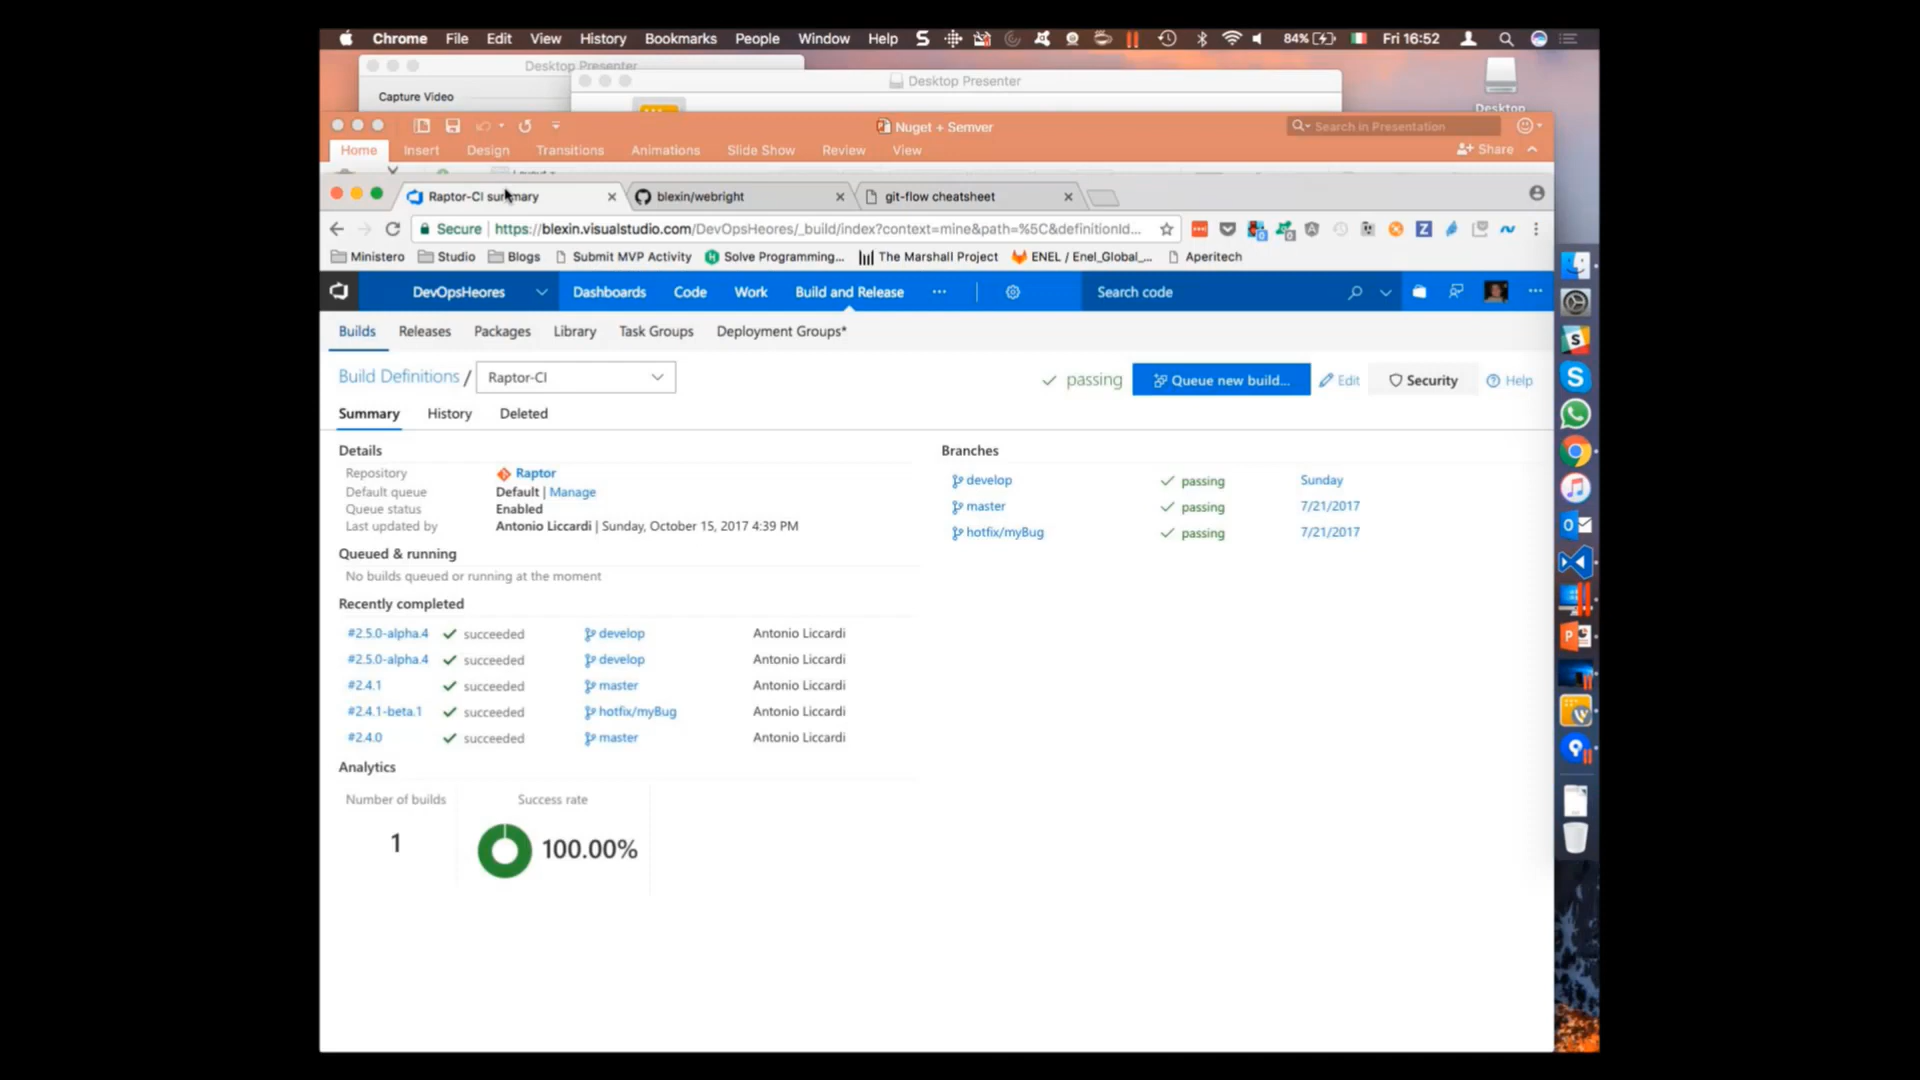 Chrome File Edit View History Bookmarks People Window Help 84% Fri 16:52
Desktop Presenter
Desktop Presenter
Capture Video
Desktop
Nuget + Semver
Search in Presentation
Home Insert Design Transitions Animations Slide Show Review View Share
Raptor-CI summary
blexin/webright
git-flow cheatsheet
Secure https://blexin.visualstudio.com/DevOpsHeores/_build/index?context=mine&path=%5C&definitionId...
Ministero Studio Blogs Submit MVP Activity Solve Programming... The Marshall Project ENEL / Enel_Global_... Aperitech
DevOpsHeores Dashboards Code Work Build and Release ... Search code
Builds Releases Packages Library Task Groups Deployment Groups*
Build Definitions / Raptor-CI passing Queue new build... Edit Security Help
Summary History Deleted
Details
Repository Raptor
Default queue Default | Manage
Queue status Enabled
Last updated by Antonio Liccardi | Sunday, October 15, 2017 4:39 PM
Queued & running
No builds queued or running at the moment
Recently completed
#2.5.0-alpha.4 succeeded develop Antonio Liccardi
#2.5.0-alpha.4 succeeded develop Antonio Liccardi
#2.4.1 succeeded master Antonio Liccardi
#2.4.1-beta.1 succeeded hotfix/myBug Antonio Liccardi
#2.4.0 succeeded master Antonio Liccardi
Analytics
Number of builds Success rate
1 100.00%
Branches
develop passing Sunday
master passing 7/21/2017
hotfix/myBug passing 7/21/2017